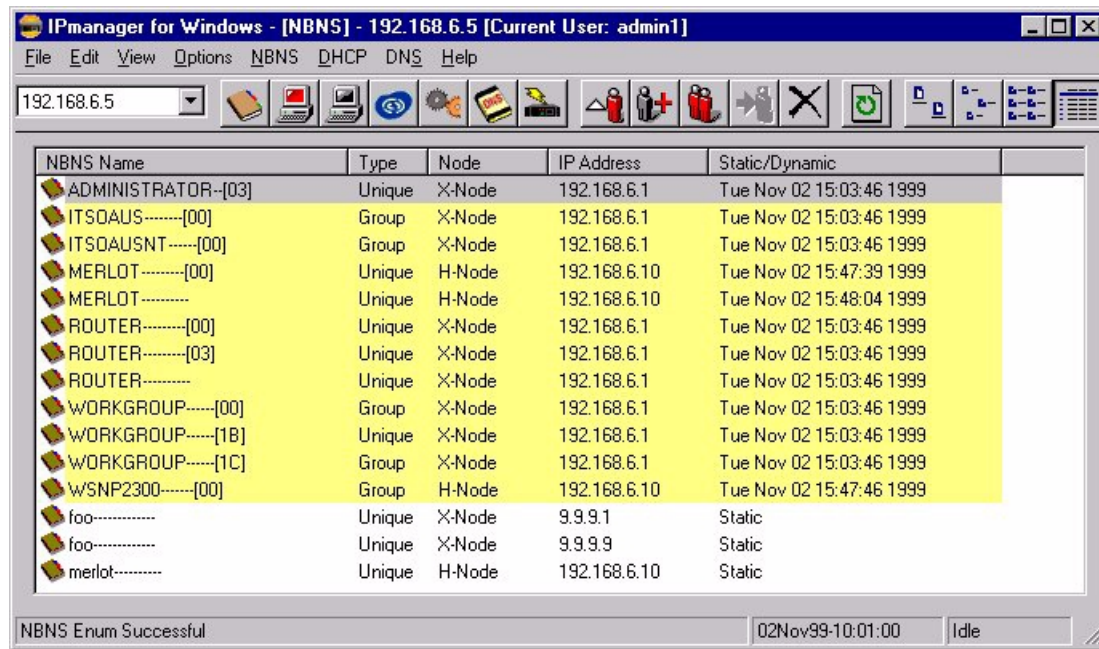 IPmanager for Windows - [NBNS] - 192.168.6.5 [Current User: admin1]
File Edit View Options NBNS DHCP DNS Help
192.168.6.5 DNS
NBNS Name Type Node IP Address Static/Dynamic
ADMINISTRATOR--[03] Unique X-Node 192.168.6.1 Tue Nov 02 15:03:46 1999
ITSOAUS--------[00] Group X-Node 192.168.6.1 Tue Nov 02 15:03:46 1999
ITSOAUSNT------[00] Group X-Node 192.168.6.1 Tue Nov 02 15:03:46 1999
MERLOT---------[00] Unique H-Node 192.168.6.10 Tue Nov 02 15:47:39 1999
MERLOT---------- Unique H-Node 192.168.6.10 Tue Nov 02 15:48:04 1999
ROUTER---------[00] Unique X-Node 192.168.6.1 Tue Nov 02 15:03:46 1999
ROUTER---------[03] Unique X-Node 192.168.6.1 Tue Nov 02 15:03:46 1999
ROUTER---------- Unique X-Node 192.168.6.1 Tue Nov 02 15:03:46 1999
WORKGROUP------[00] Group X-Node 192.168.6.1 Tue Nov 02 15:03:46 1999
WORKGROUP------[1B] Unique X-Node 192.168.6.1 Tue Nov 02 15:03:46 1999
WORKGROUP------[1C] Group X-Node 192.168.6.1 Tue Nov 02 15:03:46 1999
WSNP2300-------[00] Group H-Node 192.168.6.10 Tue Nov 02 15:47:46 1999
foo------------- Unique X-Node 9.9.9.1 Static
foo------------- Unique X-Node 9.9.9.9 Static
merlot---------- Unique H-Node 192.168.6.10 Static
NBNS Enum Successful 02Nov99-10:01:00 Idle